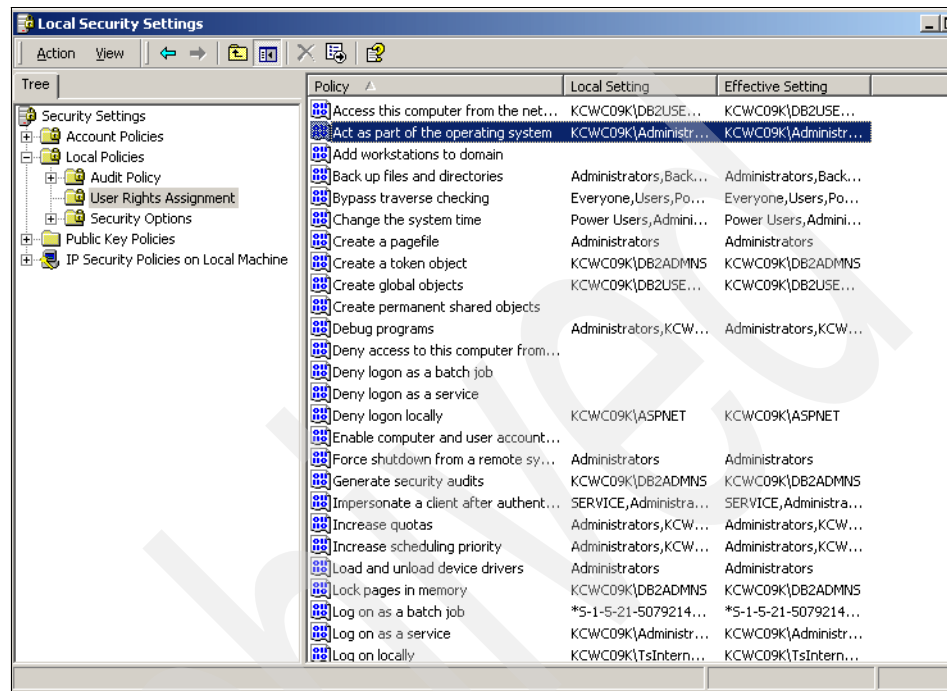 Local Security Settings
Action View
Tree
Policy Local Setting Effective Setting
Security Settings
Account Policies
Local Policies
Audit Policy
User Rights Assignment
Security Options
Public Key Policies
IP Security Policies on Local Machine
Access this computer from the net... KCWC09K\DB2USE... KCWC09K\DB2USE...
Act as part of the operating system KCWC09K\Administr... KCWC09K\Administr...
Add workstations to domain
Back up files and directories Administrators,Back... Administrators,Back...
Bypass traverse checking Everyone,Users,Po... Everyone,Users,Po...
Change the system time Power Users,Admini... Power Users,Admini...
Create a pagefile Administrators Administrators
Create a token object KCWC09K\DB2ADMNS KCWC09K\DB2ADMNS
Create global objects KCWC09K\DB2USE... KCWC09K\DB2USE...
Create permanent shared objects
Debug programs Administrators,KCW... Administrators,KCW...
Deny access to this computer from...
Deny logon as a batch job
Deny logon as a service
Deny logon locally KCWC09K\ASPNET KCWC09K\ASPNET
Enable computer and user account...
Force shutdown from a remote sy... Administrators Administrators
Generate security audits KCWC09K\DB2ADMNS KCWC09K\DB2ADMNS
Impersonate a client after authent... SERVICE,Administra... SERVICE,Administra...
Increase quotas Administrators,KCW... Administrators,KCW...
Increase scheduling priority Administrators,KCW... Administrators,KCW...
Load and unload device drivers Administrators Administrators
Lock pages in memory KCWC09K\DB2ADMNS KCWC09K\DB2ADMNS
Log on as a batch job *S-1-5-21-5079214... *S-1-5-21-5079214...
Log on as a service KCWC09K\Administr... KCWC09K\Administr...
Log on locally KCWC09K\TsIntern... KCWC09K\TsIntern...